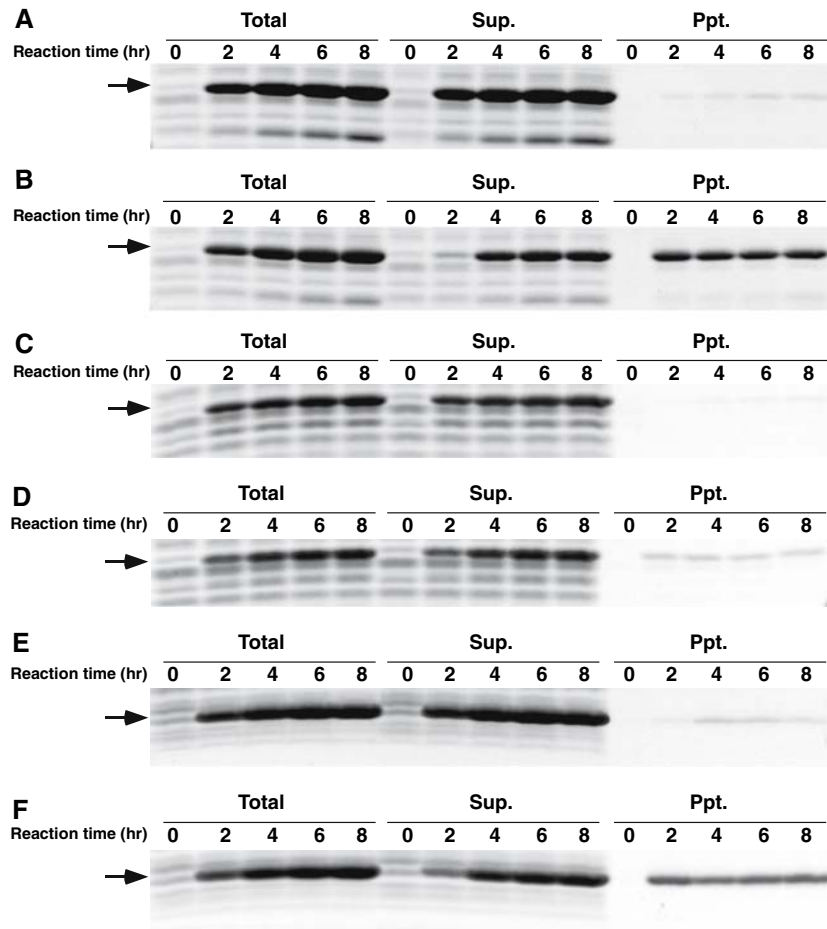 A
Total Sup. Ppt.
Reaction time (hr) 0 2 4 6 8 0 2 4 6 8 0 2 4 6 8
B
Total Sup. Ppt.
Reaction time (hr) 0 2 4 6 8 0 2 4 6 8 0 2 4 6 8
C
Total Sup. Ppt.
Reaction time (hr) 0 2 4 6 8 0 2 4 6 8 0 2 4 6 8
D
Total Sup. Ppt.
Reaction time (hr) 0 2 4 6 8 0 2 4 6 8 0 2 4 6 8
E
Total Sup. Ppt.
Reaction time (hr) 0 2 4 6 8 0 2 4 6 8 0 2 4 6 8
F
Total Sup. Ppt.
Reaction time (hr) 0 2 4 6 8 0 2 4 6 8 0 2 4 6 8